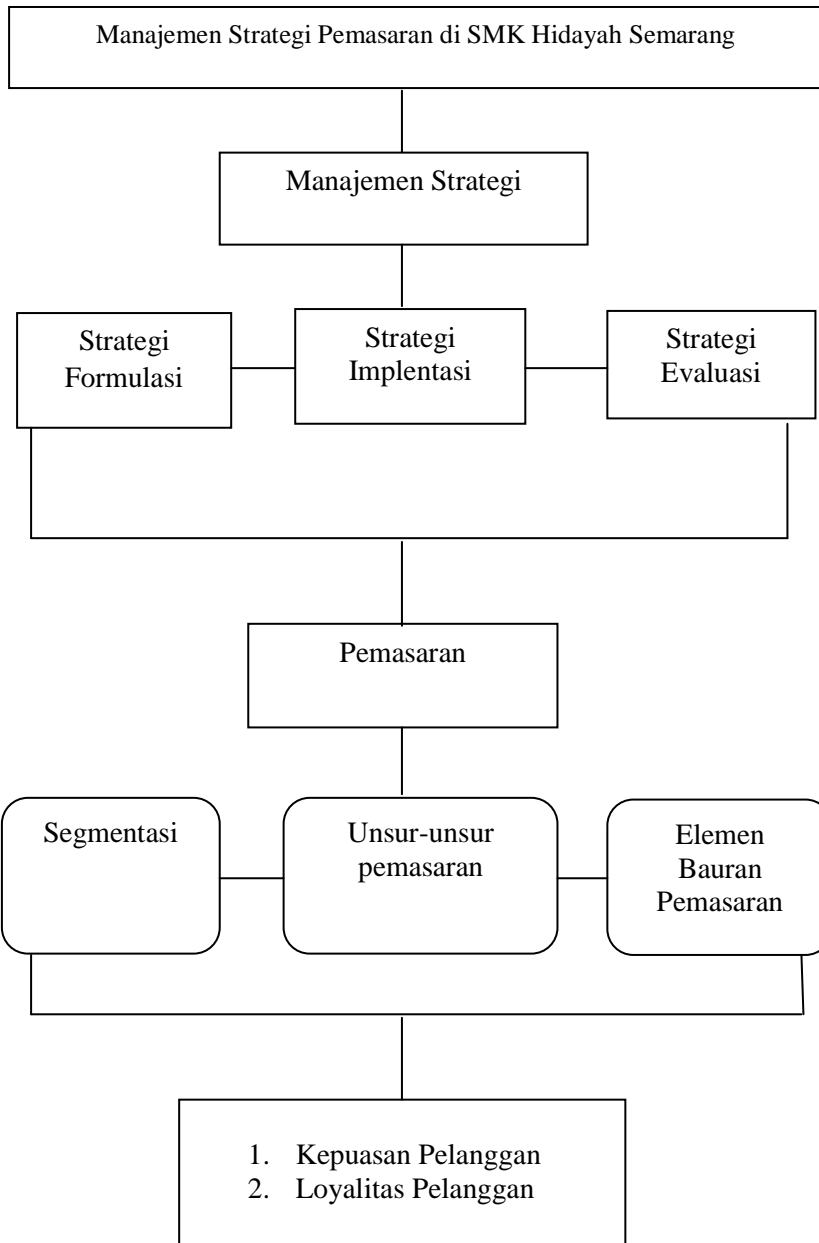 Manajemen Strategi Pemasaran di SMK Hidayah Semarang
Manajemen Strategi
Strategi
Formulasi
Strategi
Implentasi
Strategi
Evaluasi
Pemasaran
Segmentasi
Unsur-unsur
pemasaran
Elemen
Bauran
Pemasaran
1. Kepuasan Pelanggan
2. Loyalitas Pelanggan